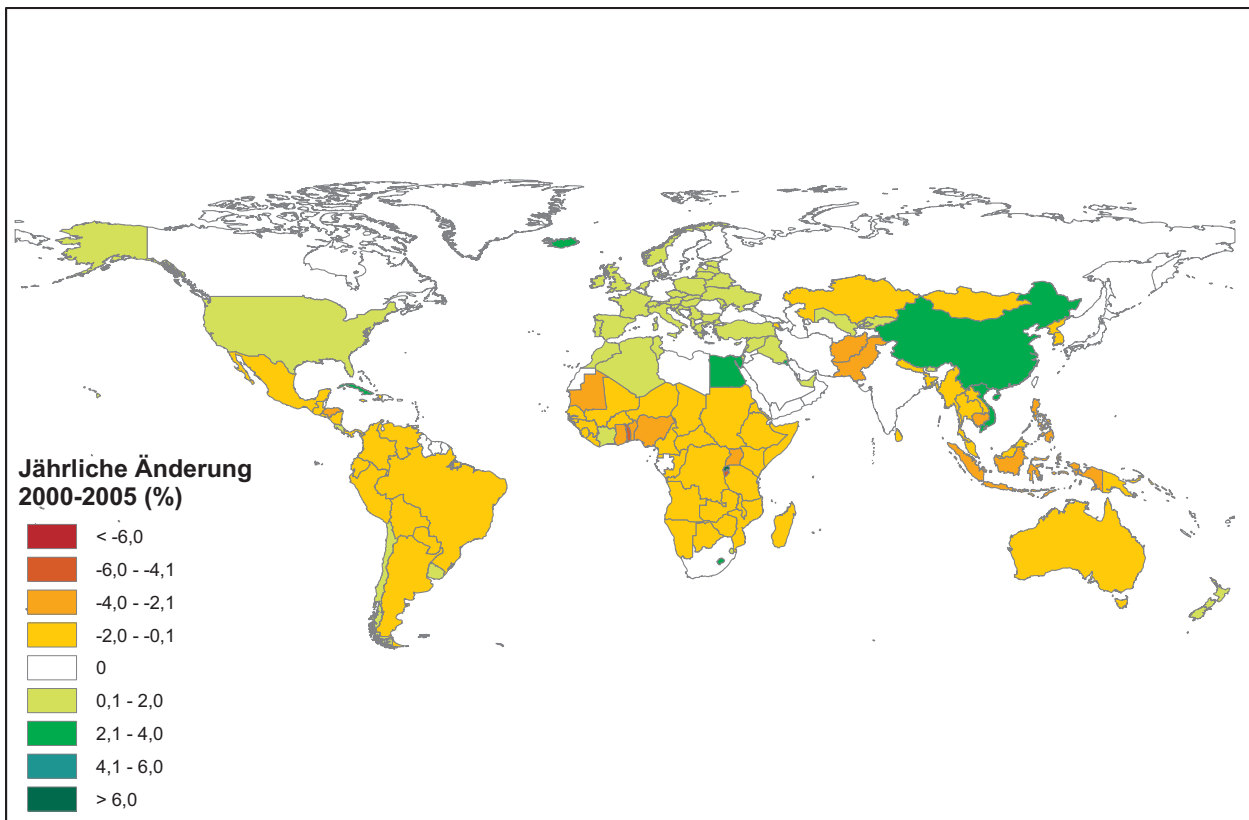 Jährliche Änderung
2000-2005 (%)
< -6,0
-6,0 - -4,1
-4,0 - -2,1
-2,0 - -0,1
0
0,1 - 2,0
2,1 - 4,0
4,1 - 6,0
> 6,0